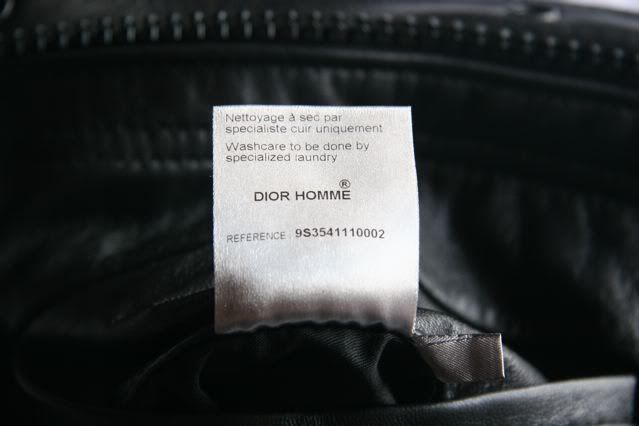 Nettoyage à sec par
specialiste cuir uniquement
Washcare to be done by
specialized laundry
DIOR HOMME®
REFERENCE : 9S3541110002